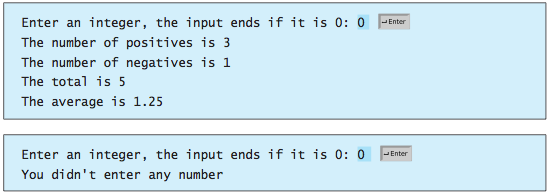 Enter an integer, the input ends if it is 0: 0 ↵Enter
The number of positives is 3
The number of negatives is 1
The total is 5
The average is 1.25
Enter an integer, the input ends if it is 0: 0 ↵Enter
You didn't enter any number